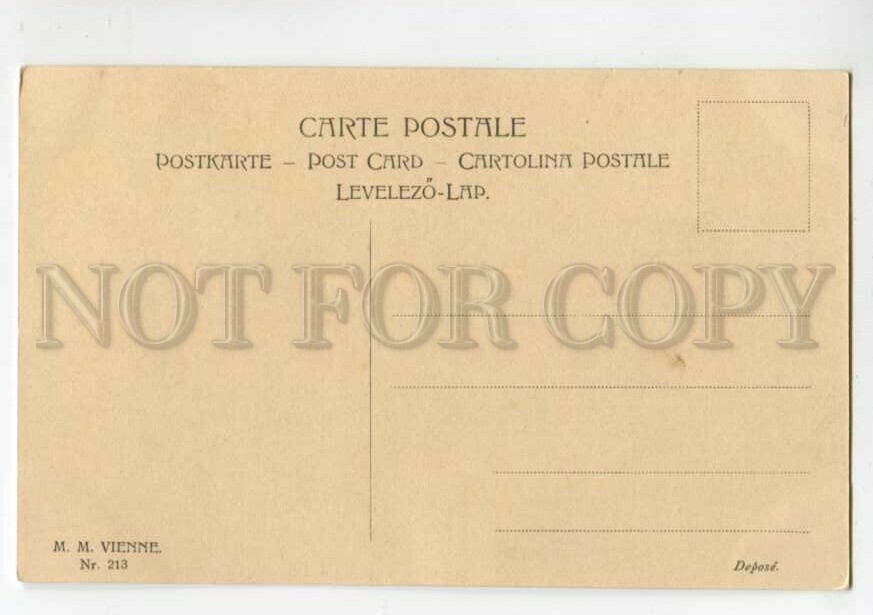 CARTE POSTALE
POSTKARTE – POST CARD – CARTOLINA POSTALE
LEVELEZŐ-LAP.
NOT FOR COPY
M. M. VIENNE.
Nr. 213
Deposé.